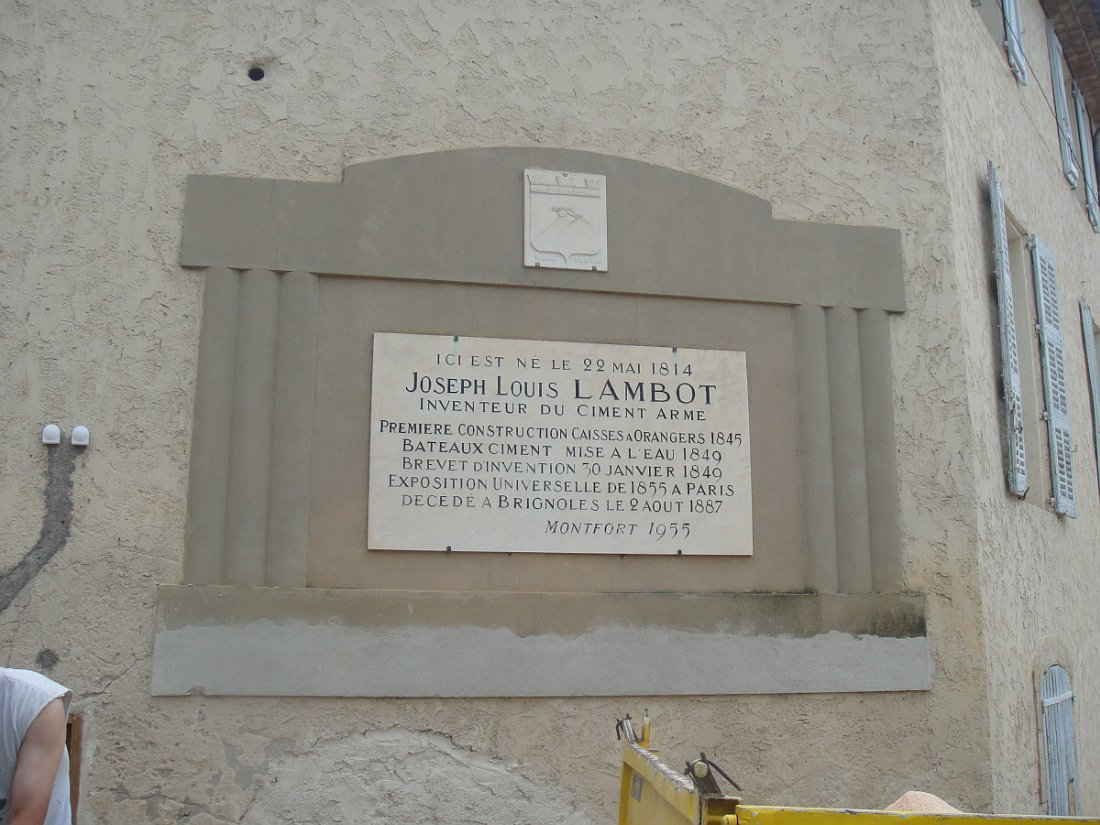 ICI EST NÉ LE 22 MAI 1814
JOSEPH LOUIS LAMBOT
INVENTEUR DU CIMENT ARMÉ
PREMIERE CONSTRUCTION CAISSES A ORANGERS 1845
BATEAUX CIMENT MISE A L'EAU 1849
BREVET D'INVENTION 30 JANVIER 1849
EXPOSITION UNIVERSELLE DE 1855 A PARIS
DECÉDÉ A BRIGNOLES LE 2 AOUT 1887
MONTFORT 1955